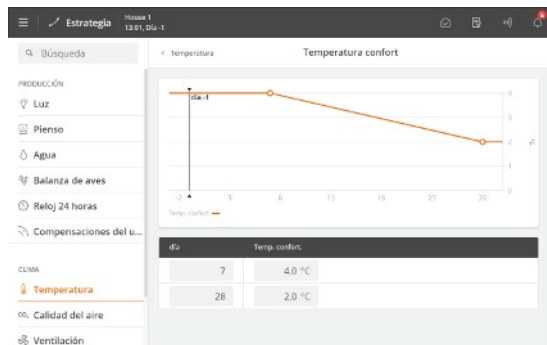 Estrategia
House 1
13:01, Día -1
Búsqueda
Temperatura
Temperatura confort
PRODUCCIÓN
Luz
Pienso
Agua
Balanza de aves
Reloj 24 horas
Compensaciones del u...
CLIMA
Temperatura
Calidad del aire
Ventilación
día -1
4
3
2
1
0
-2
3
8
13
18
23
28
Temp. confort.
día Temp. confort.
7 4.0 °C
28 2.0 °C